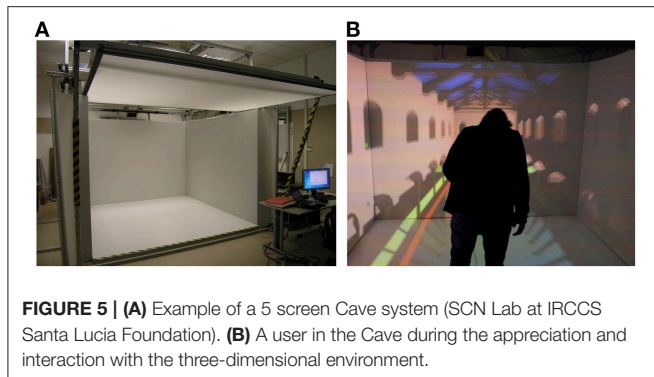 A
B
FIGURE 5 | (A) Example of a 5 screen Cave system (SCN Lab at IRCCS
Santa Lucia Foundation). (B) A user in the Cave during the appreciation and
interaction with the three-dimensional environment.